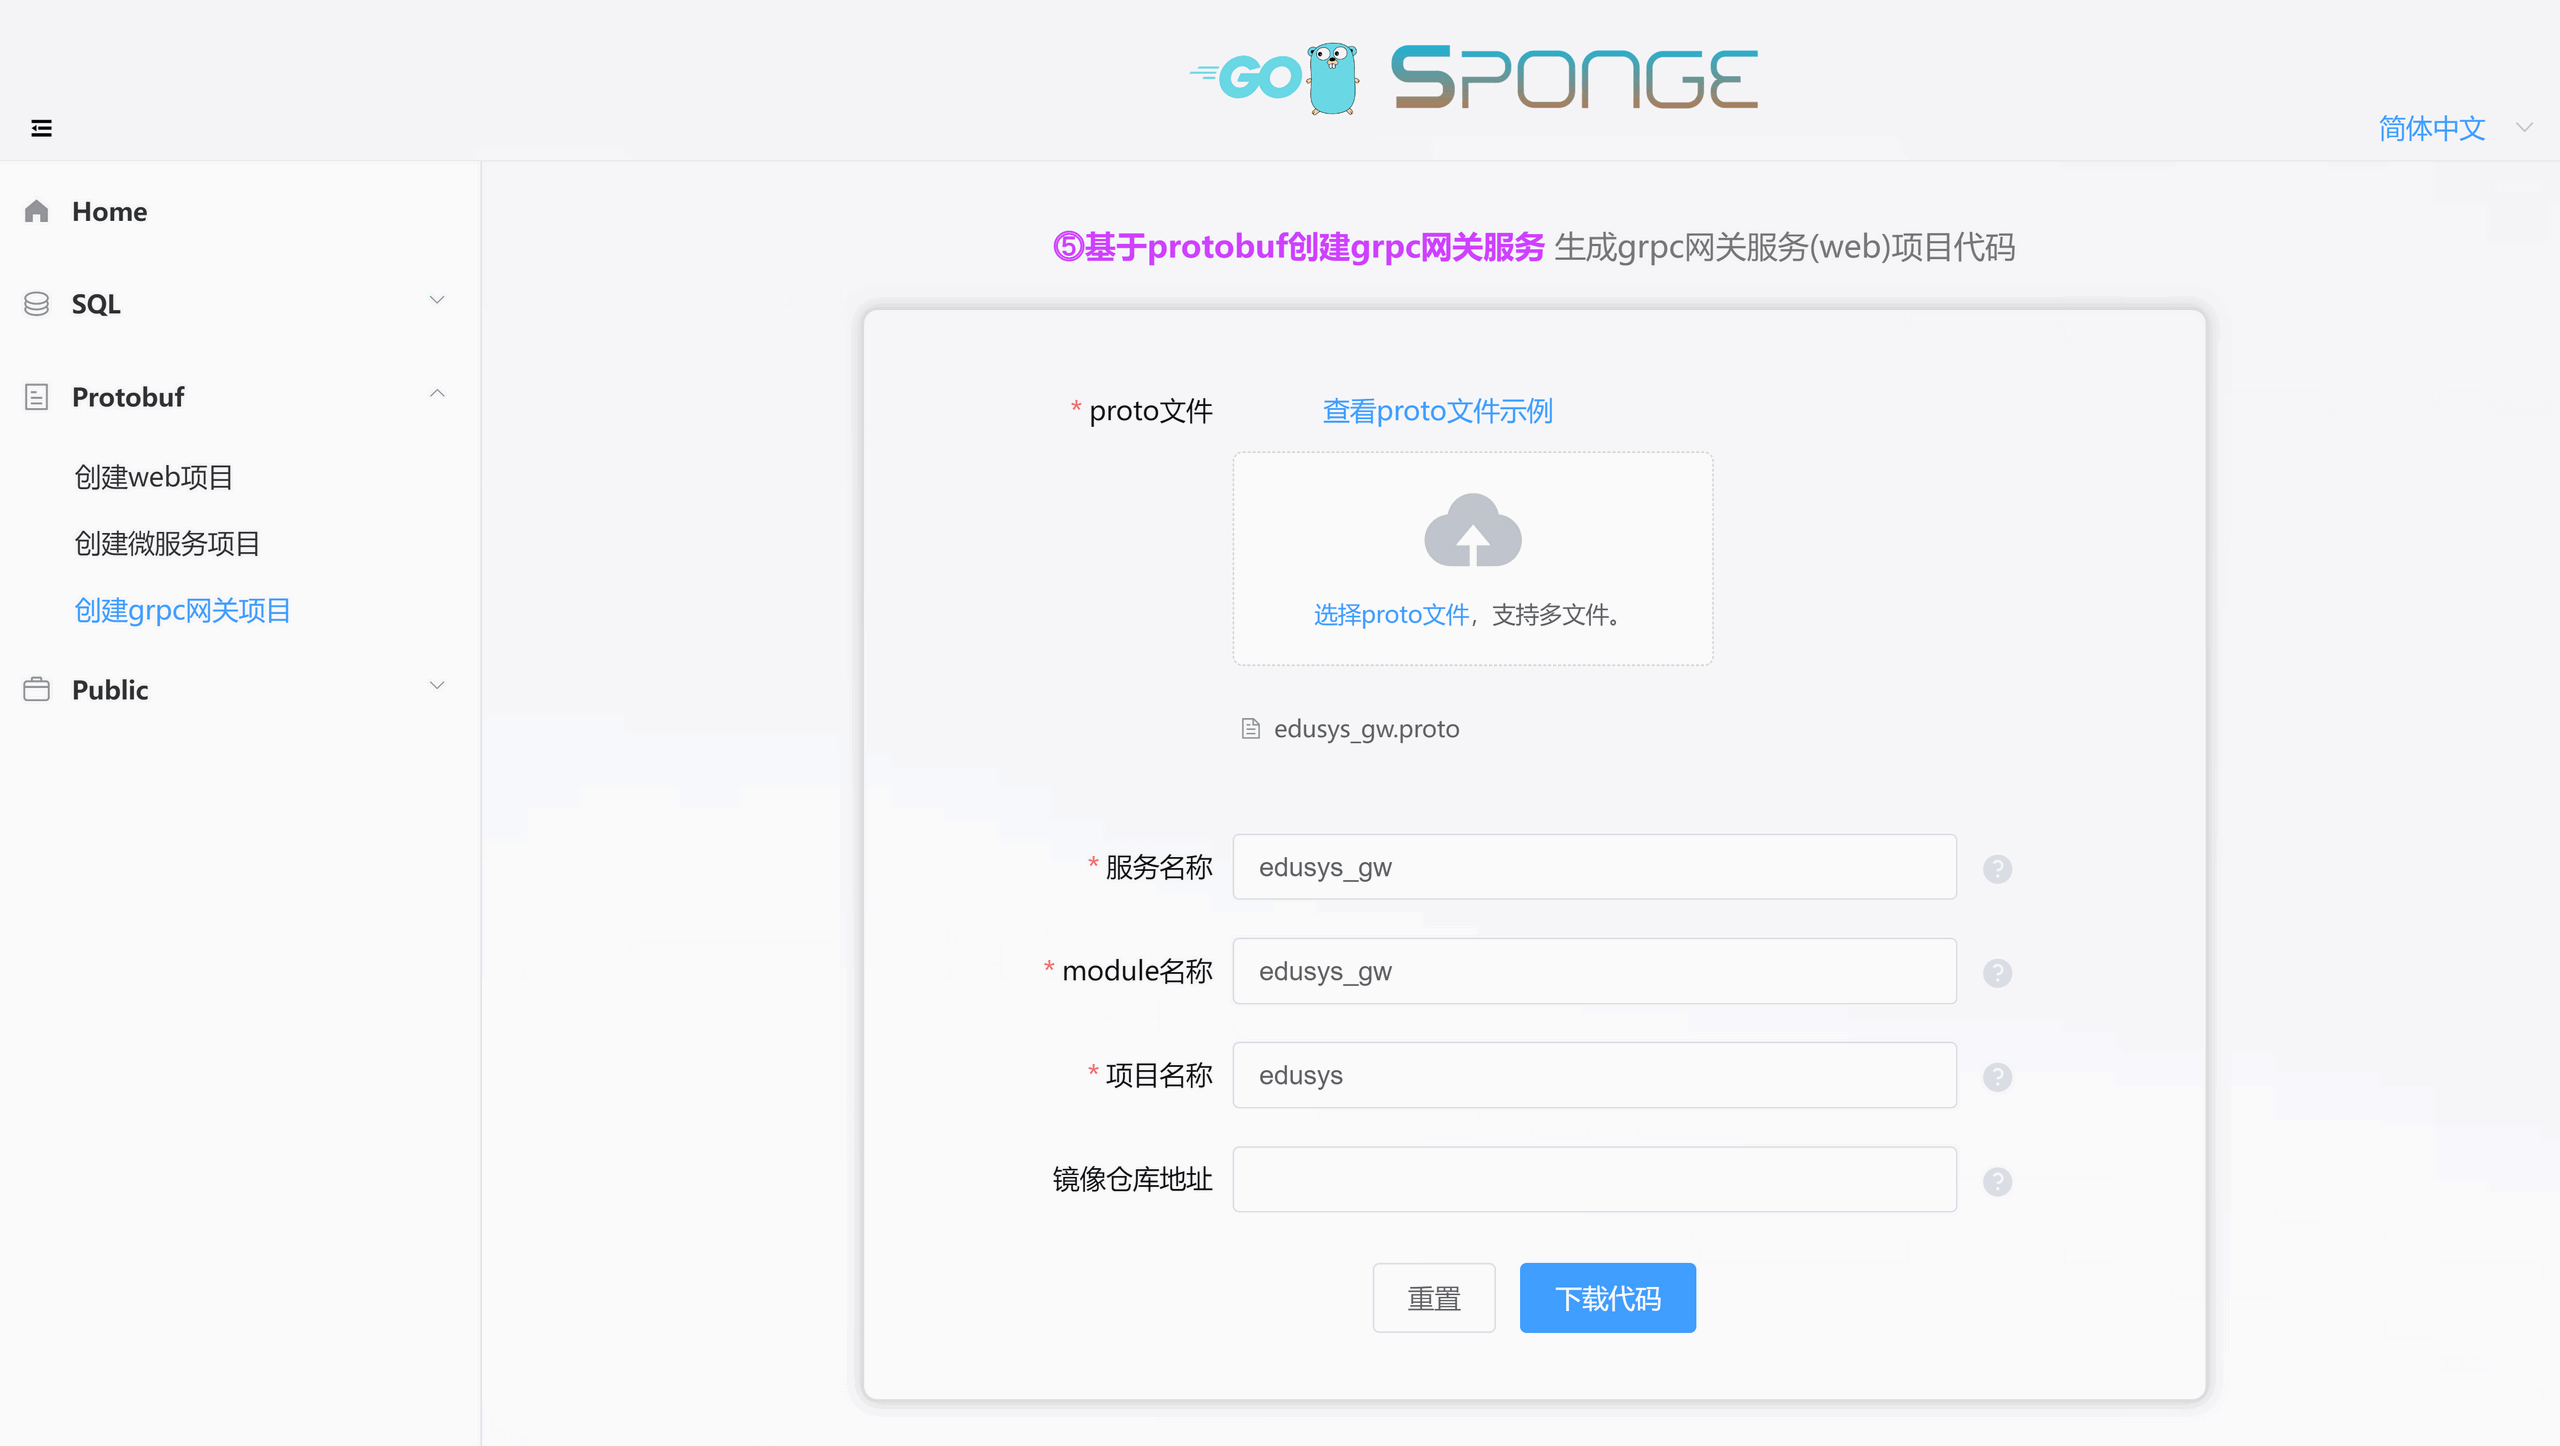 GO SPONGE
简体中文
Home
SQL
Protobuf
创建web项目
创建微服务项目
创建grpc网关项目
Public
⑤基于protobuf创建grpc网关服务 生成grpc网关服务(web)项目代码
* proto文件 查看proto文件示例
选择proto文件，支持多文件。
edusys_gw.proto
* 服务名称 edusys_gw ?
* module名称 edusys_gw ?
* 项目名称 edusys ?
镜像仓库地址 ?
重置 下载代码